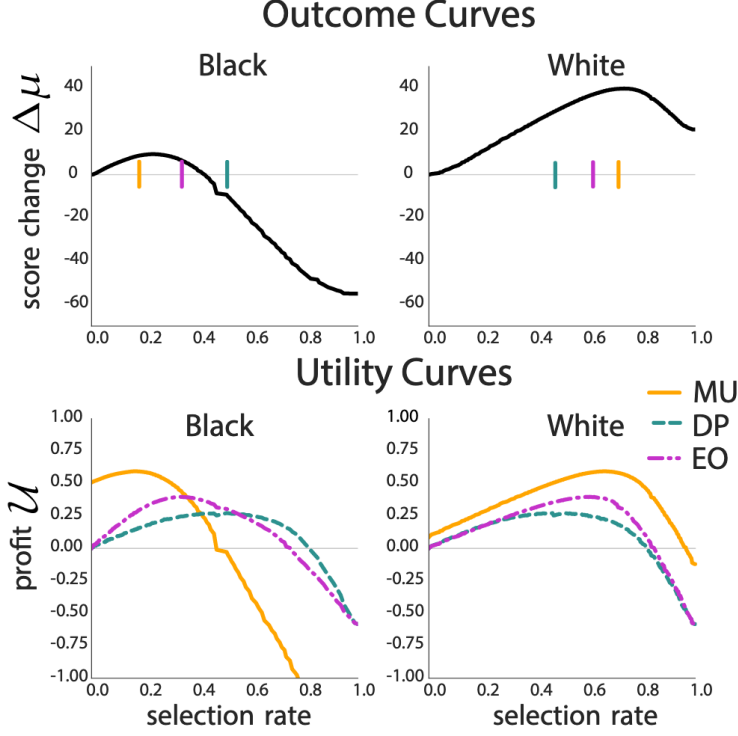 Outcome Curves
Black
White
score change Δμ
40
20
0
-20
-40
-60
0.0 0.2 0.4 0.6 0.8 1.0
40
20
0
-20
-40
-60
0.0 0.2 0.4 0.6 0.8 1.0
Utility Curves
MU
DP
EO
Black
White
profit 𝒰
1.00
0.75
0.50
0.25
0.00
-0.25
-0.50
-0.75
-1.00
0.0 0.2 0.4 0.6 0.8 1.0
selection rate
1.00
0.75
0.50
0.25
0.00
-0.25
-0.50
-0.75
-1.00
0.0 0.2 0.4 0.6 0.8 1.0
selection rate